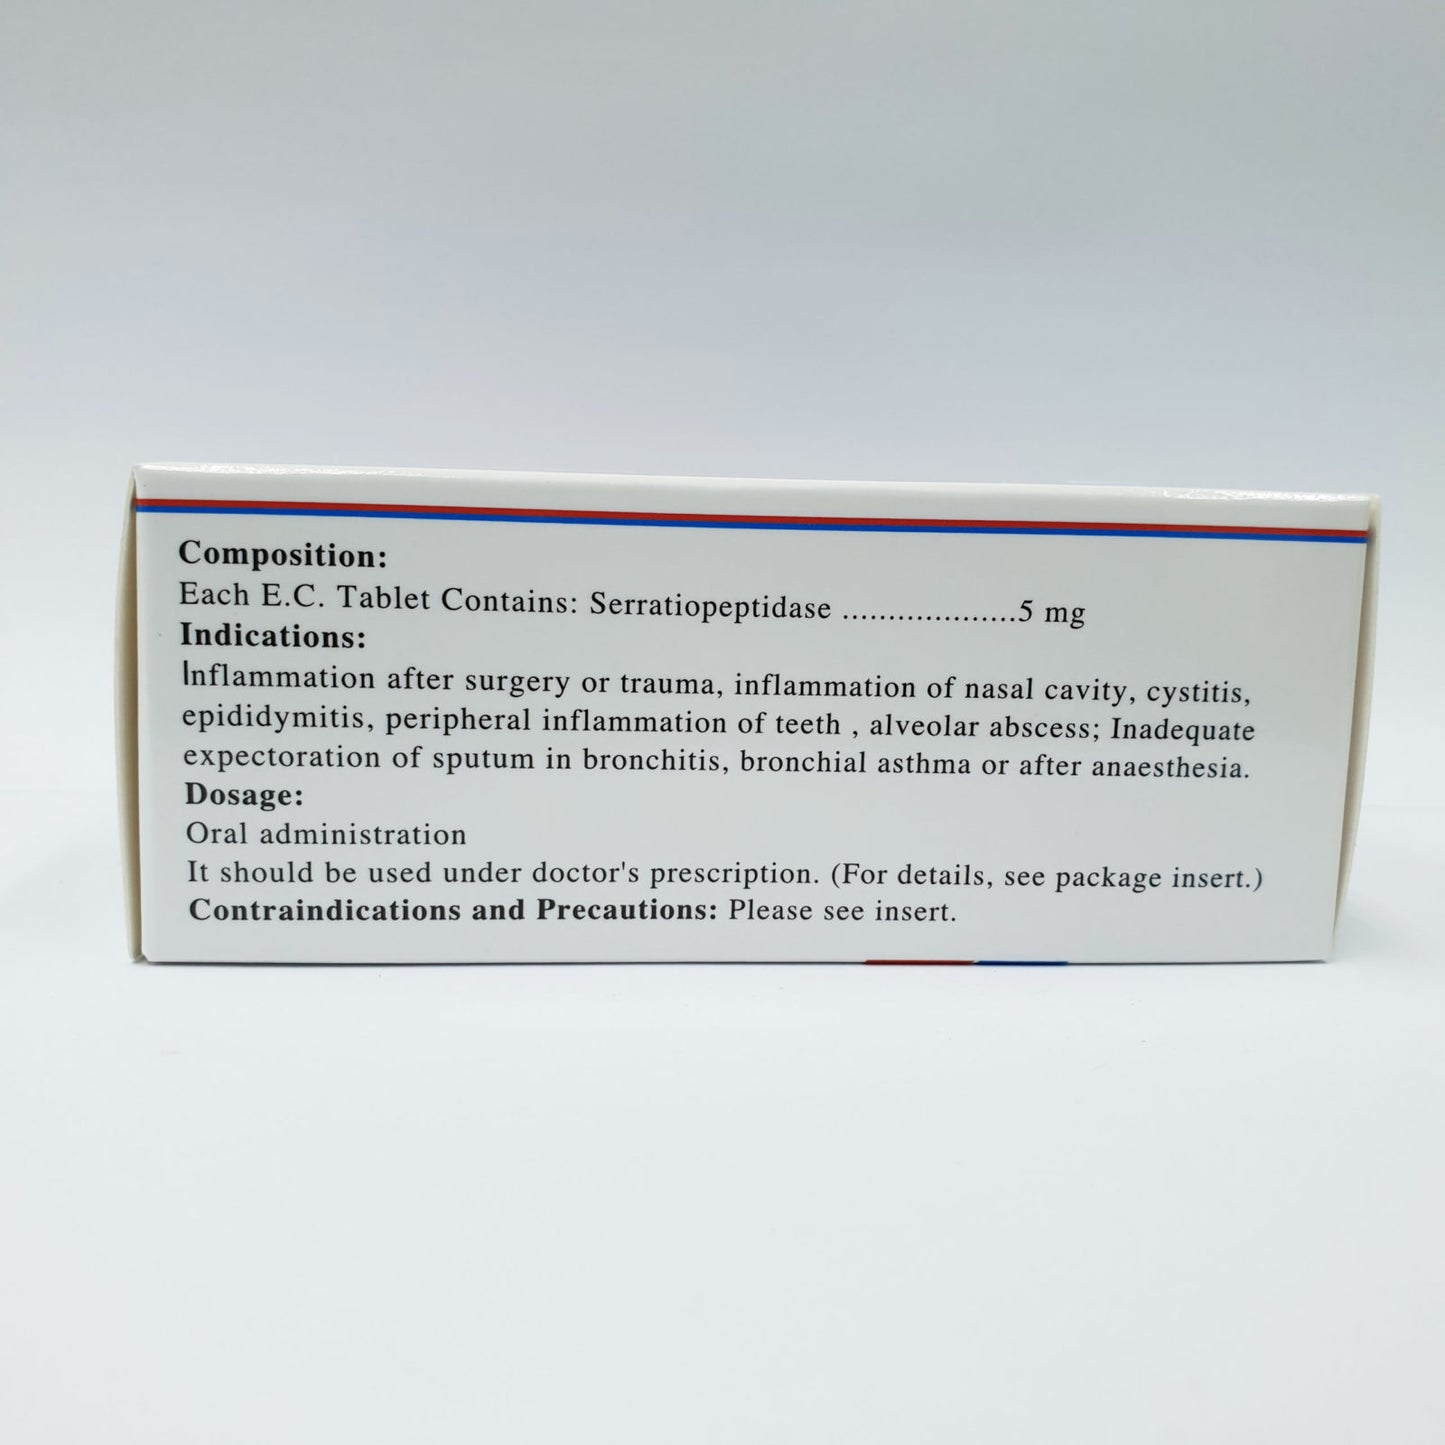 Composition:
Each E.C. Tablet Contains: Serratiopeptidase ...................5 mg
Indications:
Inflammation after surgery or trauma, inflammation of nasal cavity, cystitis,
epididymitis, peripheral inflammation of teeth , alveolar abscess; Inadequate
expectoration of sputum in bronchitis, bronchial asthma or after anaesthesia.
Dosage:
Oral administration
It should be used under doctor's prescription. (For details, see package insert.)
Contraindications and Precautions: Please see insert.